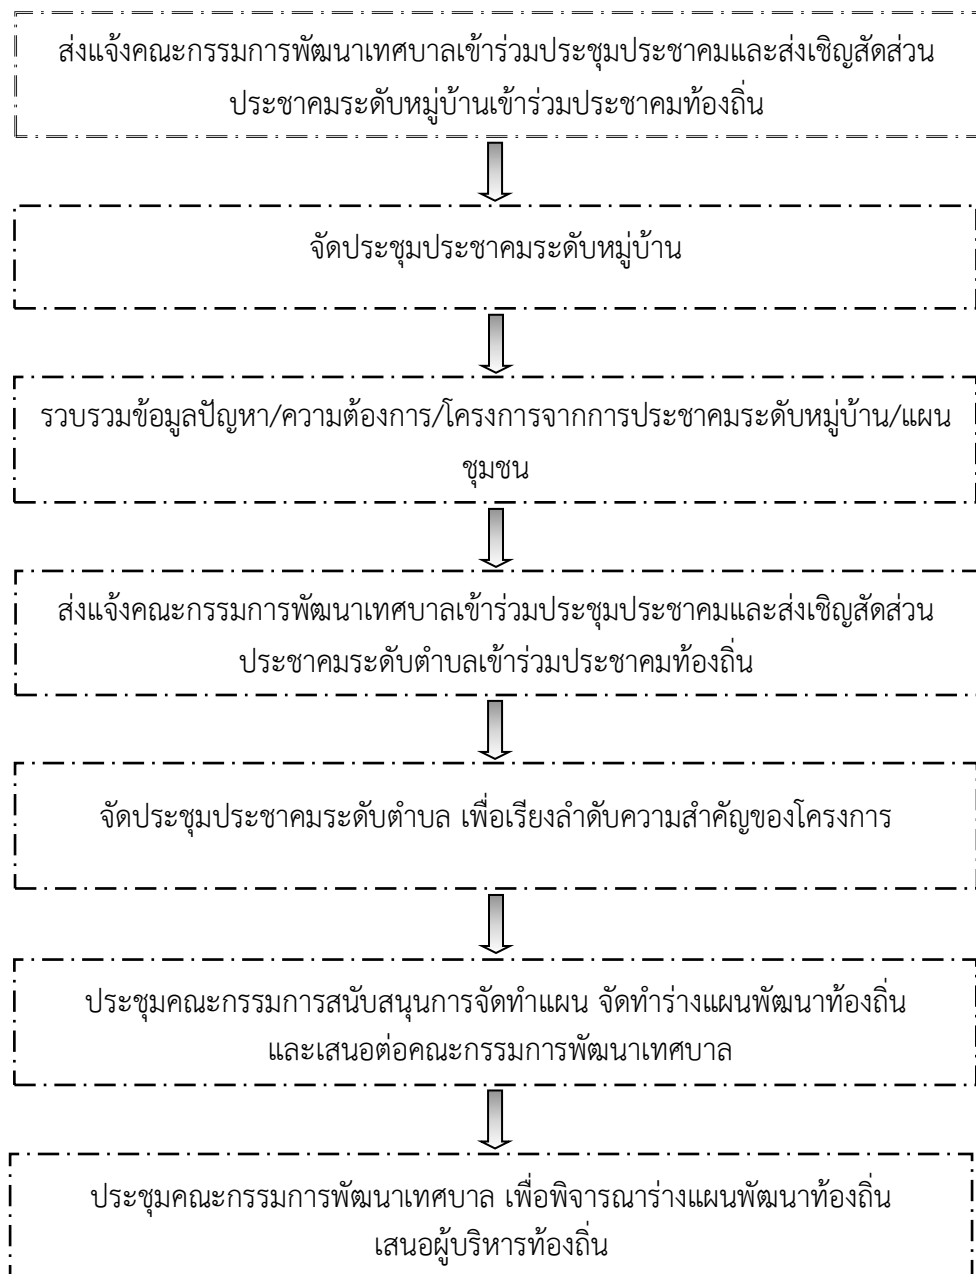 ส่งแจ้งคณะกรรมการพัฒนาเทศบาลเข้าร่วมประชุมประชาคมและส่งเชิญสัดส่วน
ประชาคมระดับหมู่บ้านเข้าร่วมประชาคมท้องถิ่น
จัดประชุมประชาคมระดับหมู่บ้าน
รวบรวมข้อมูลปัญหา/ความต้องการ/โครงการจากการประชาคมระดับหมู่บ้าน/แผน
ชุมชน
ส่งแจ้งคณะกรรมการพัฒนาเทศบาลเข้าร่วมประชุมประชาคมและส่งเชิญสัดส่วน
ประชาคมระดับตำบลเข้าร่วมประชาคมท้องถิ่น
จัดประชุมประชาคมระดับตำบล เพื่อเรียงลำดับความสำคัญของโครงการ
ประชุมคณะกรรมการสนับสนุนการจัดทำแผน จัดทำร่างแผนพัฒนาท้องถิ่น
และเสนอต่อคณะกรรมการพัฒนาเทศบาล
ประชุมคณะกรรมการพัฒนาเทศบาล เพื่อพิจารณาร่างแผนพัฒนาท้องถิ่น
เสนอผู้บริหารท้องถิ่น